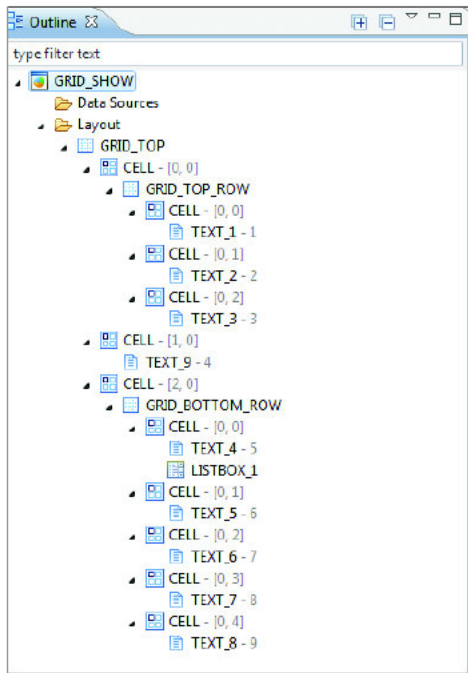 Outline
type filter text
GRID_SHOW
Data Sources
Layout
GRID_TOP
CELL - [0, 0]
GRID_TOP_ROW
CELL - [0, 0]
TEXT_1 - 1
CELL - [0, 1]
TEXT_2 - 2
CELL - [0, 2]
TEXT_3 - 3
CELL - [1, 0]
TEXT_9 - 4
CELL - [2, 0]
GRID_BOTTOM_ROW
CELL - [0, 0]
TEXT_4 - 5
LISTBOX_1
CELL - [0, 1]
TEXT_5 - 6
CELL - [0, 2]
TEXT_6 - 7
CELL - [0, 3]
TEXT_7 - 8
CELL - [0, 4]
TEXT_8 - 9